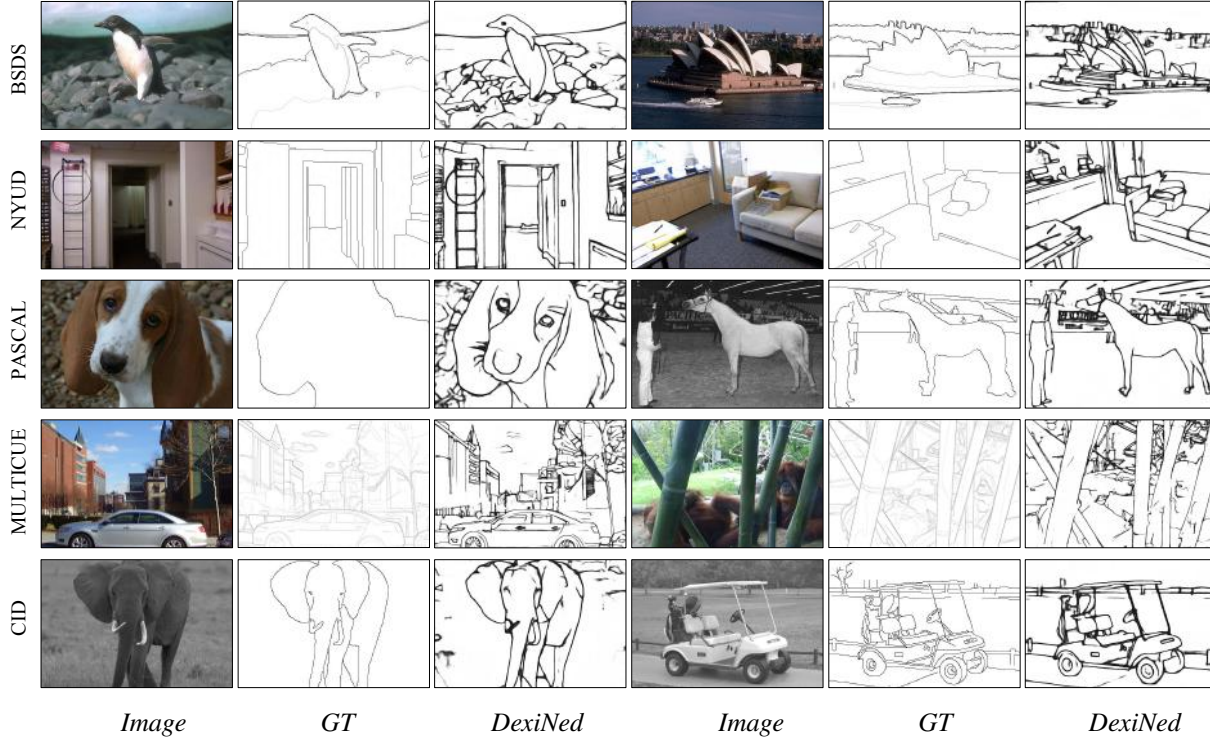 BSDS
NYUD
PASCAL
MULTICUE
CID
Image GT DexiNed Image GT DexiNed